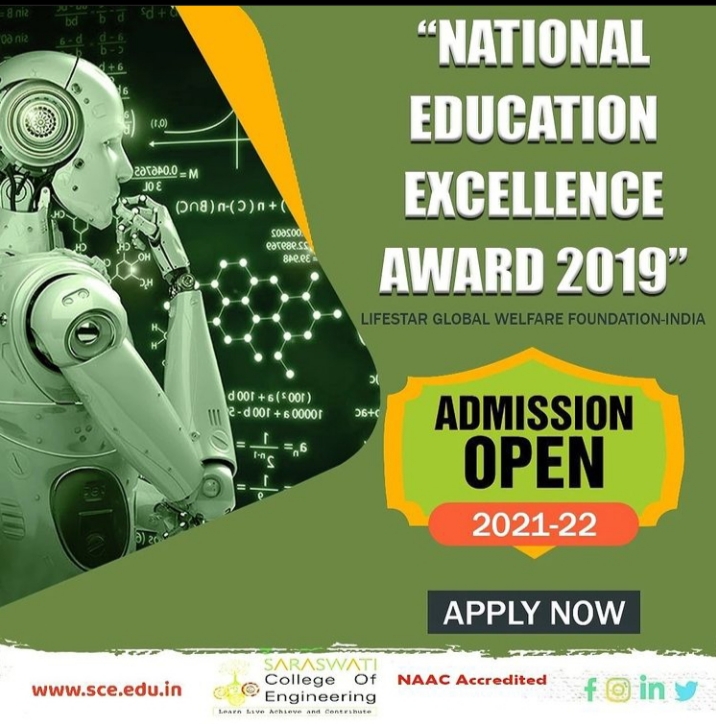 “NATIONAL
EDUCATION
EXCELLENCE
AWARD 2019”
LIFESTAR GLOBAL WELFARE FOUNDATION-INDIA
ADMISSION
OPEN
2021-22
APPLY NOW
www.sce.edu.in
SARASWATI
College Of
Engineering
Learn Live Achieve and Contribute
NAAC Accredited